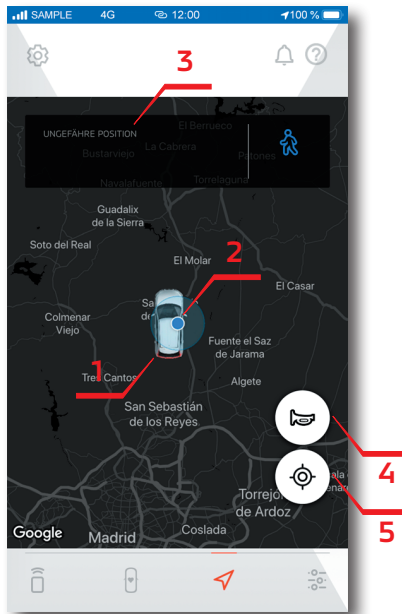 SAMPLE 4G 12:00 100 %
3
UNGEFÄHRE POSITION
El Berrueco
Bustarviejo
La Cabrera
Patones
Navalafuente
Torrelaguna
Guadalix
de la Sierra
Soto del Real
2
El Molar
El Casar
Colmenar
Viejo
Fuente el Saz
de Jarama
1
Tres Cantos
Algete
San Sebastián
de los Reyes
4
de Ardoz
5
Google
Madrid
Coslada